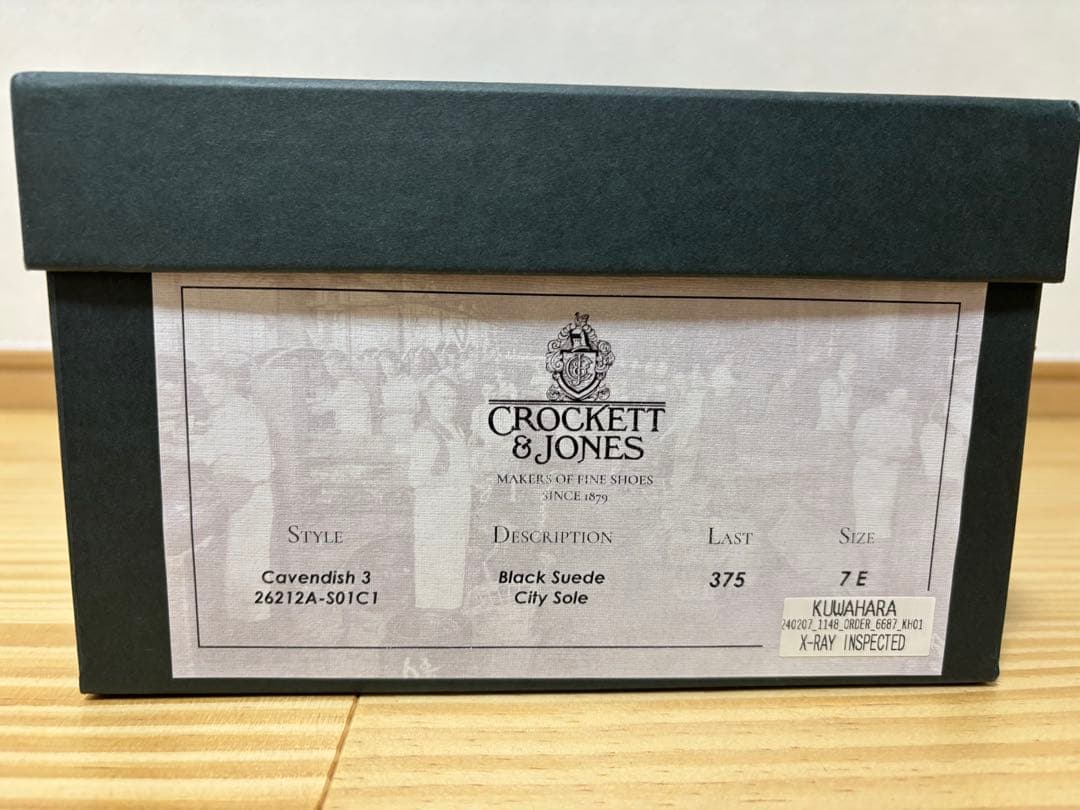 CROCKETT
& JONES
MAKERS OF FINE SHOES
SINCE 1879
STYLE DESCRIPTION LAST SIZE
Cavendish 3 Black Suede 375 7 E
26212A-S01C1 City Sole
KUWAHARA
240207_1148_ORDER_6687_KH01
X-RAY INSPECTED